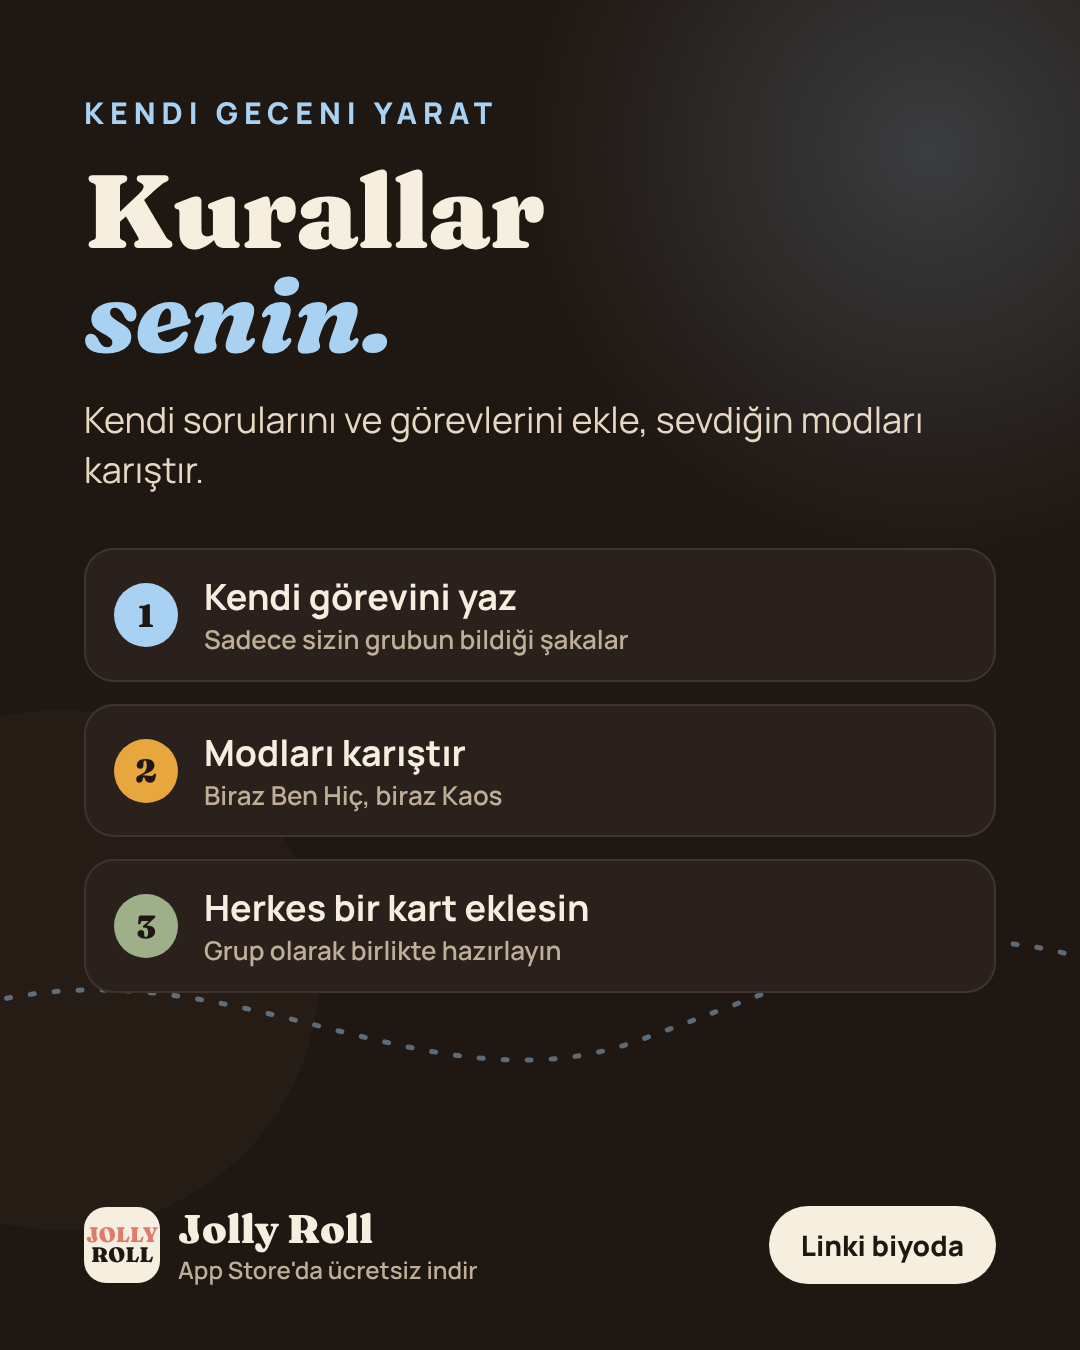 KENDI GECENI YARAT
Kurallar
senin.
Kendi sorularını ve görevlerini ekle, sevdiğin modları
karıştır.
1
Kendi görevini yaz
Sadece sizin grubun bildiği şakalar
2
Modları karıştır
Biraz Ben Hiç, biraz Kaos
3
Herkes bir kart eklesin
Grup olarak birlikte hazırlayın
JOLLY
ROLL
Jolly Roll
App Store'da ücretsiz indir
Linki biyoda